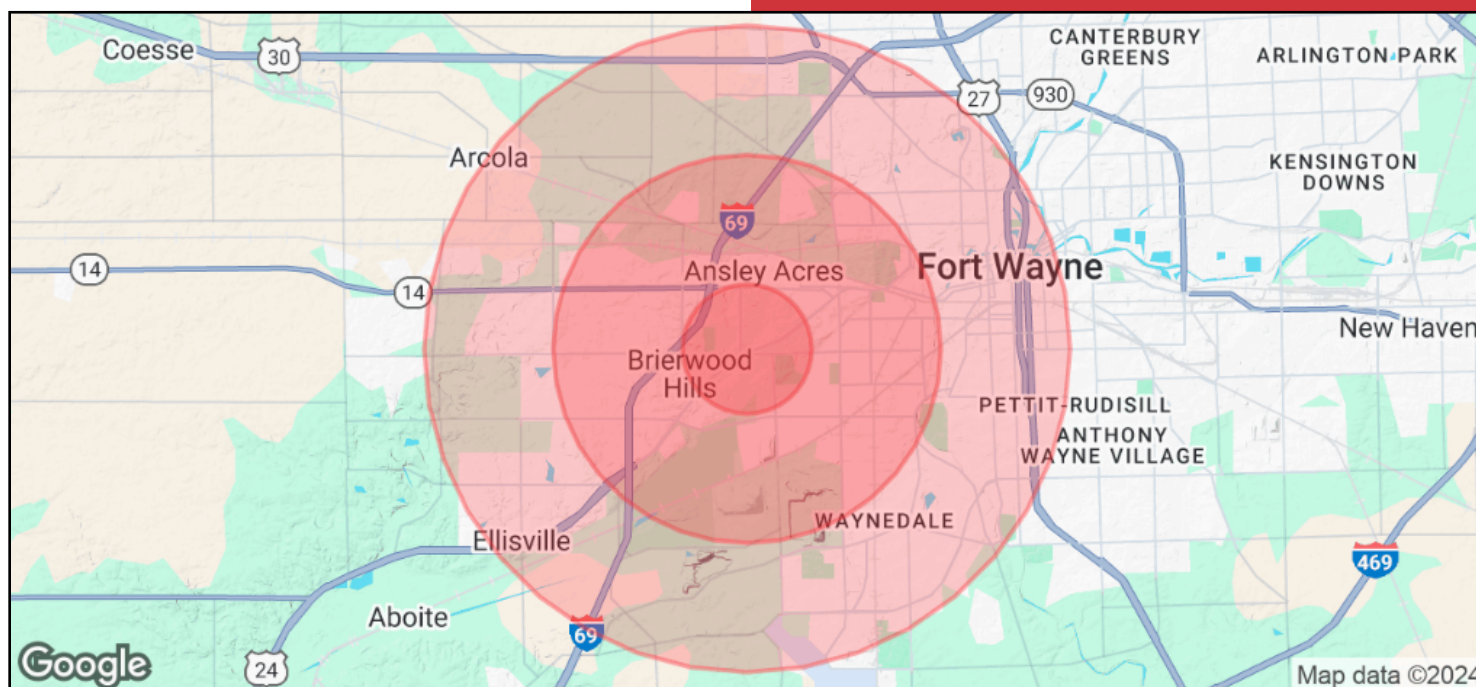 Coesse
30
CANTERBURY
GREENS
ARLINGTON PARK
27
930
Arcola
KENSINGTON
DOWNS
69
14
14
Ansley Acres
Fort Wayne
New Haven
Brierwood
Hills
PETTIT-RUDISILL
ANTHONY
WAYNE VILLAGE
WAYNEDALE
Ellisville
469
Aboite
69
24
Google
Map data ©2024